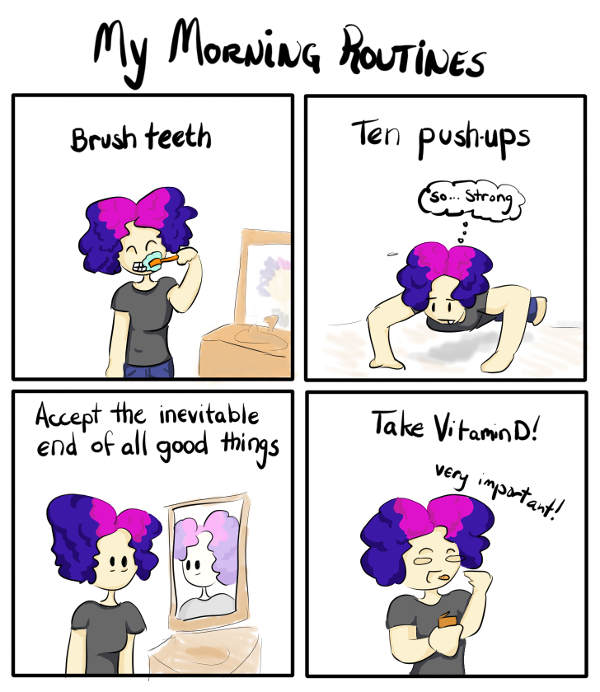 My Morning Routines
Brush teeth
Ten push-ups
so... Strong
Accept the inevitable
end of all good things
Take Vitamin D!
very important!